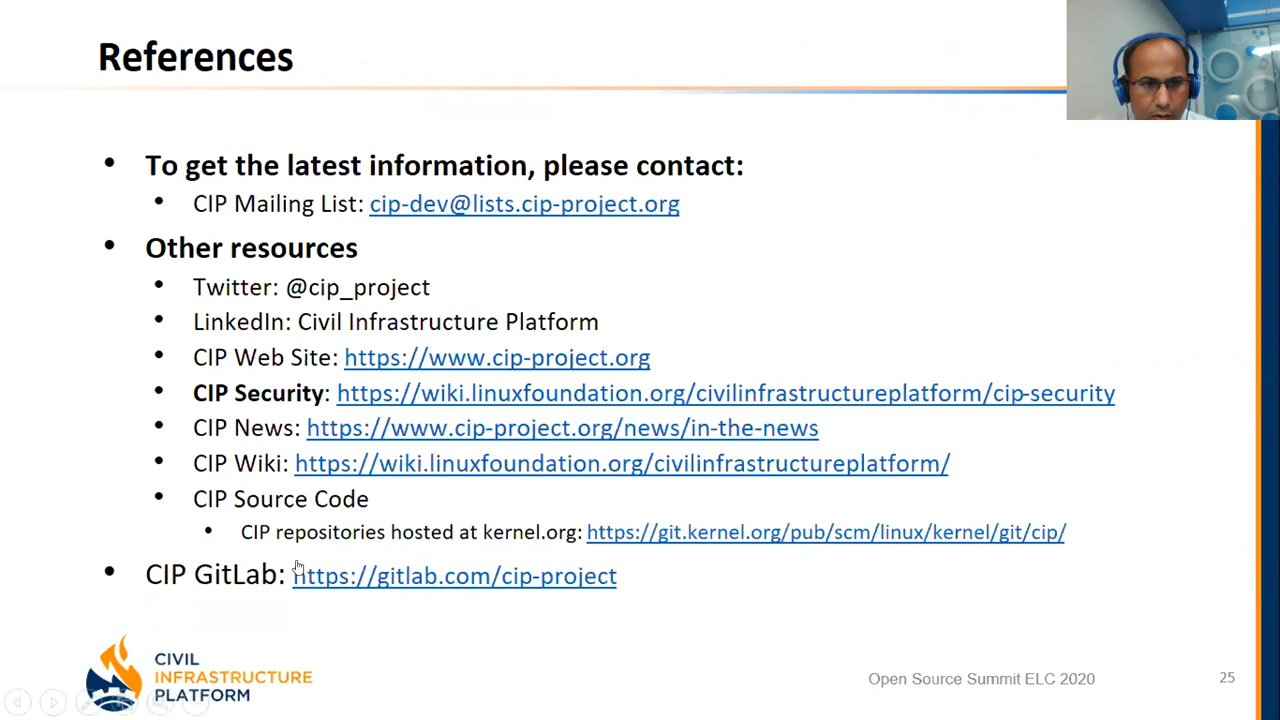 References
To get the latest information, please contact:
CIP Mailing List: cip-dev@lists.cip-project.org
Other resources
Twitter: @cip_project
LinkedIn: Civil Infrastructure Platform
CIP Web Site: https://www.cip-project.org
CIP Security: https://wiki.linuxfoundation.org/civilinfrastructureplatform/cip-security
CIP News: https://www.cip-project.org/news/in-the-news
CIP Wiki: https://wiki.linuxfoundation.org/civilinfrastructureplatform/
CIP Source Code
CIP repositories hosted at kernel.org: https://git.kernel.org/pub/scm/linux/kernel/git/cip/
CIP GitLab: https://gitlab.com/cip-project
CIVIL
INFRASTRUCTURE
PLATFORM
Open Source Summit ELC 2020
25